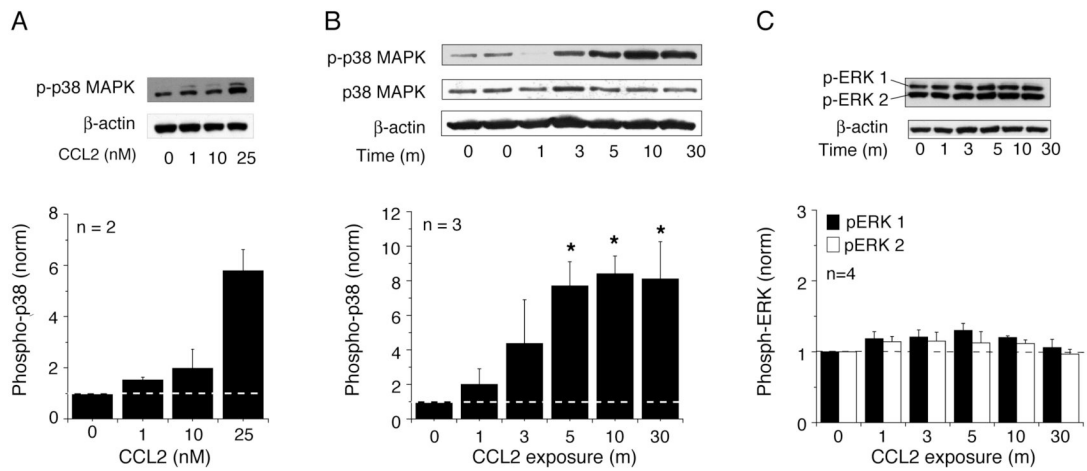 A
p-p38 MAPK
β-actin
CCL2 (nM)
0 1 10 25
Phospho-p38 (norm)
8
6
4
2
0
n = 2
0 1 10 25
CCL2 (nM)
B
p-p38 MAPK
p38 MAPK
β-actin
Time (m)
0 0 1 3 5 10 30
Phospho-p38 (norm)
12
10
8
6
4
2
0
n = 3
* * *
0 1 3 5 10 30
CCL2 exposure (m)
C
p-ERK 1
p-ERK 2
β-actin
Time (m)
0 1 3 5 10 30
Phosph-ERK (norm)
3
2
1
0
pERK 1
pERK 2
n=4
0 1 3 5 10 30
CCL2 exposure (m)